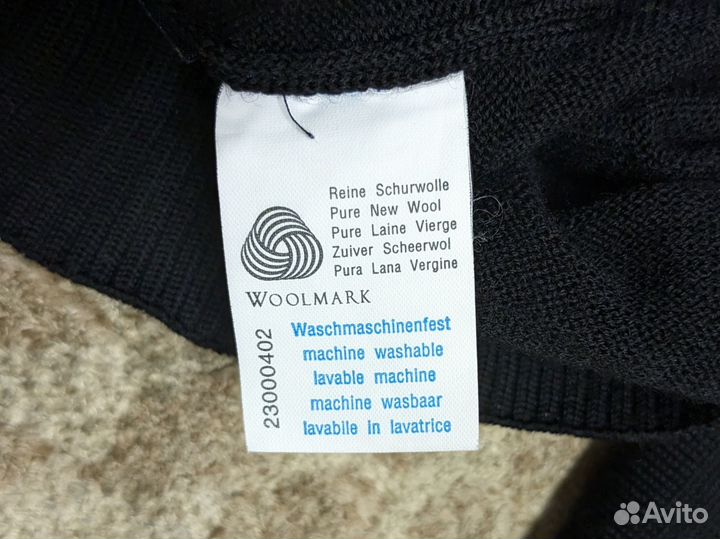 Reine Schurwolle
Pure New Wool
Pure Laine Vierge
Zuiver Scheerwol
Pura Lana Vergine
WOOLMARK
23000402
Waschmaschinenfest
machine washable
lavable machine
machine wasbaar
lavabile in lavatrice
Avito